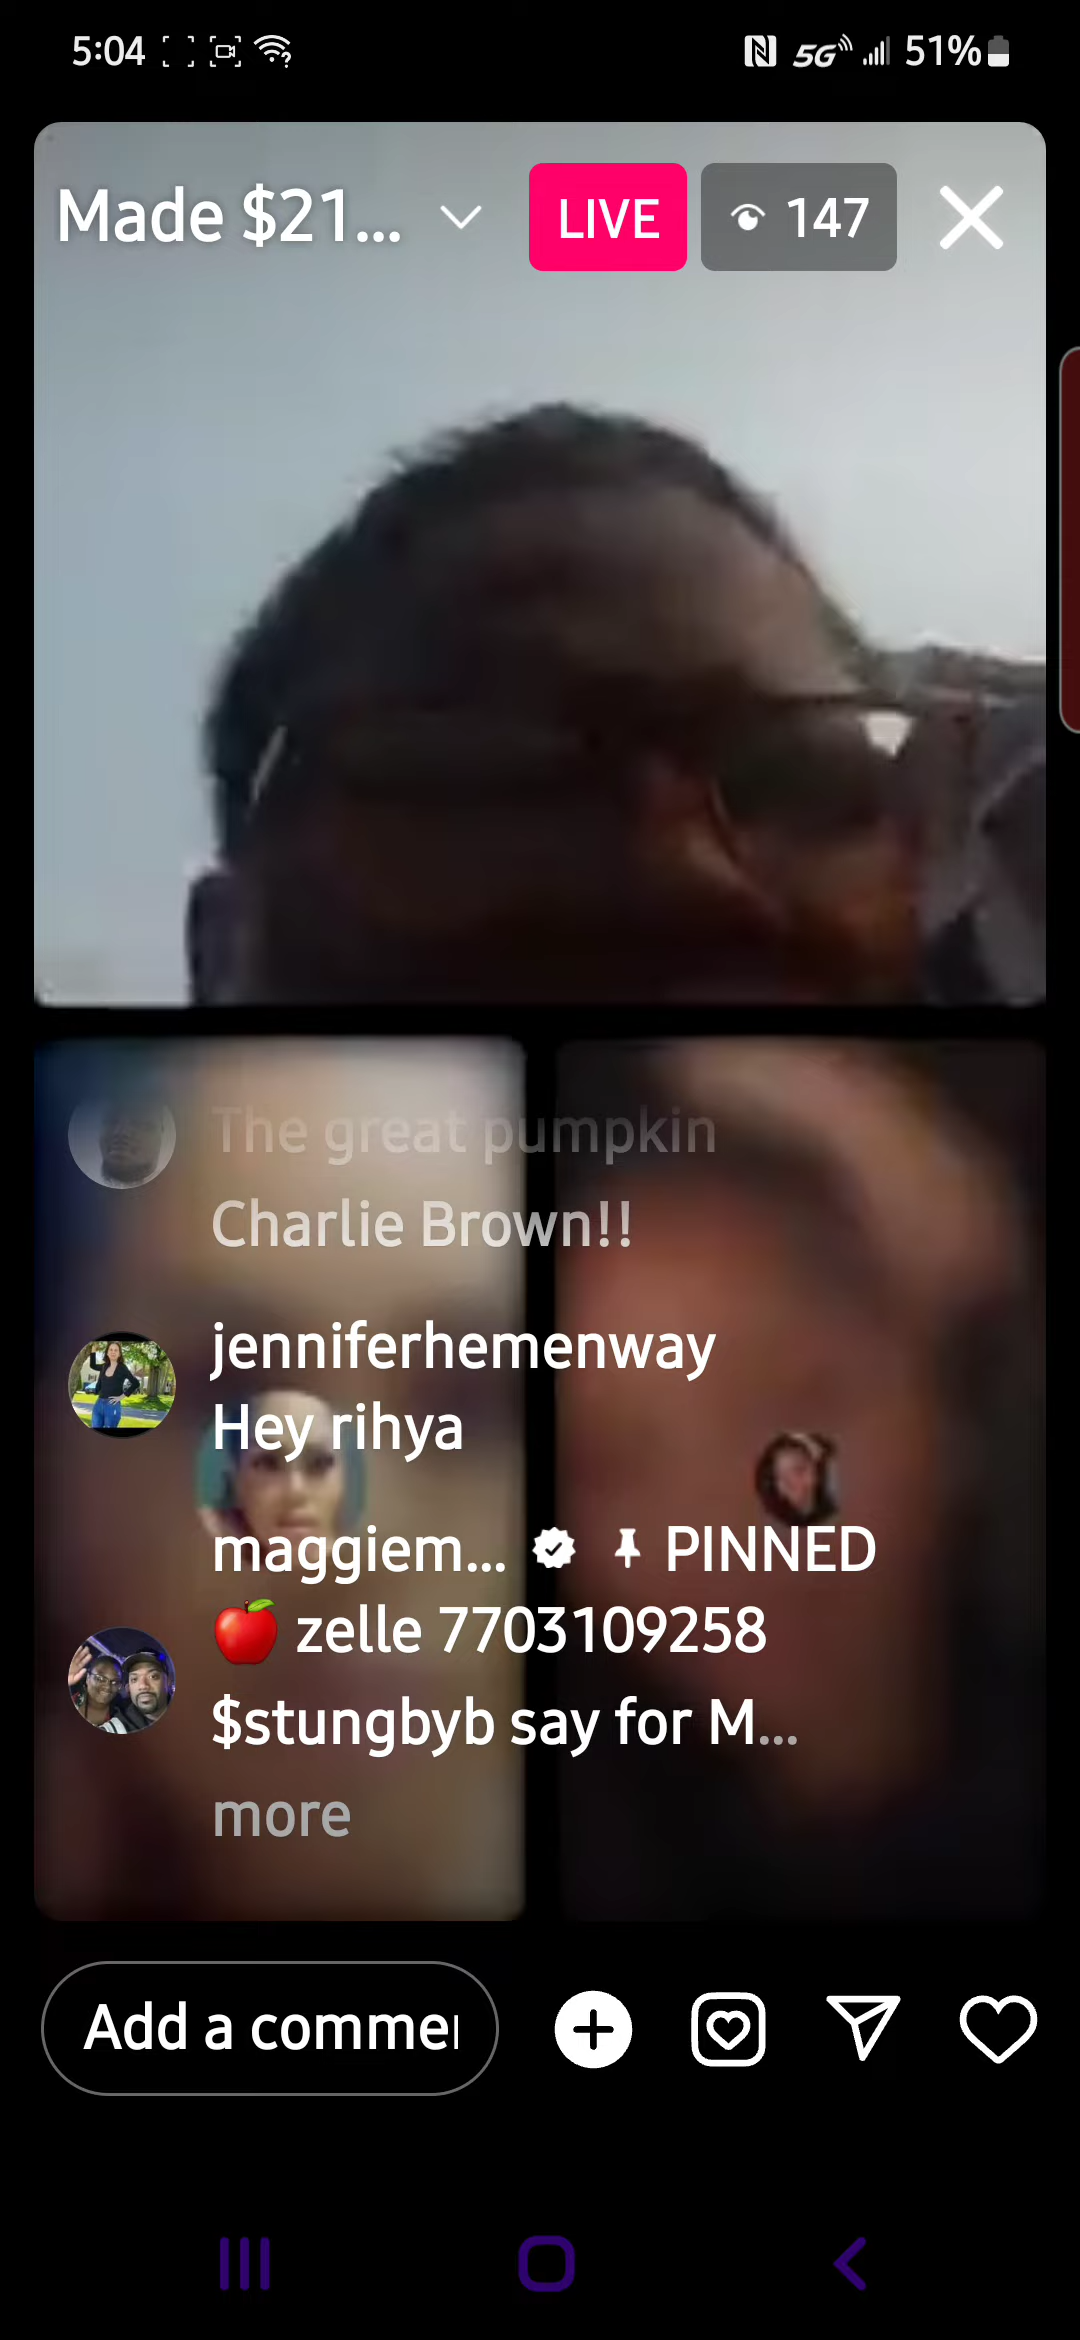 5:04 5G 51%
Made $21... LIVE 147
The great pumpkin
Charlie Brown!!
jenniferhemenway
Hey rihya
maggiem... PINNED
🍎 zelle 7703109258
$stungbyb say for M...
more
Add a commen